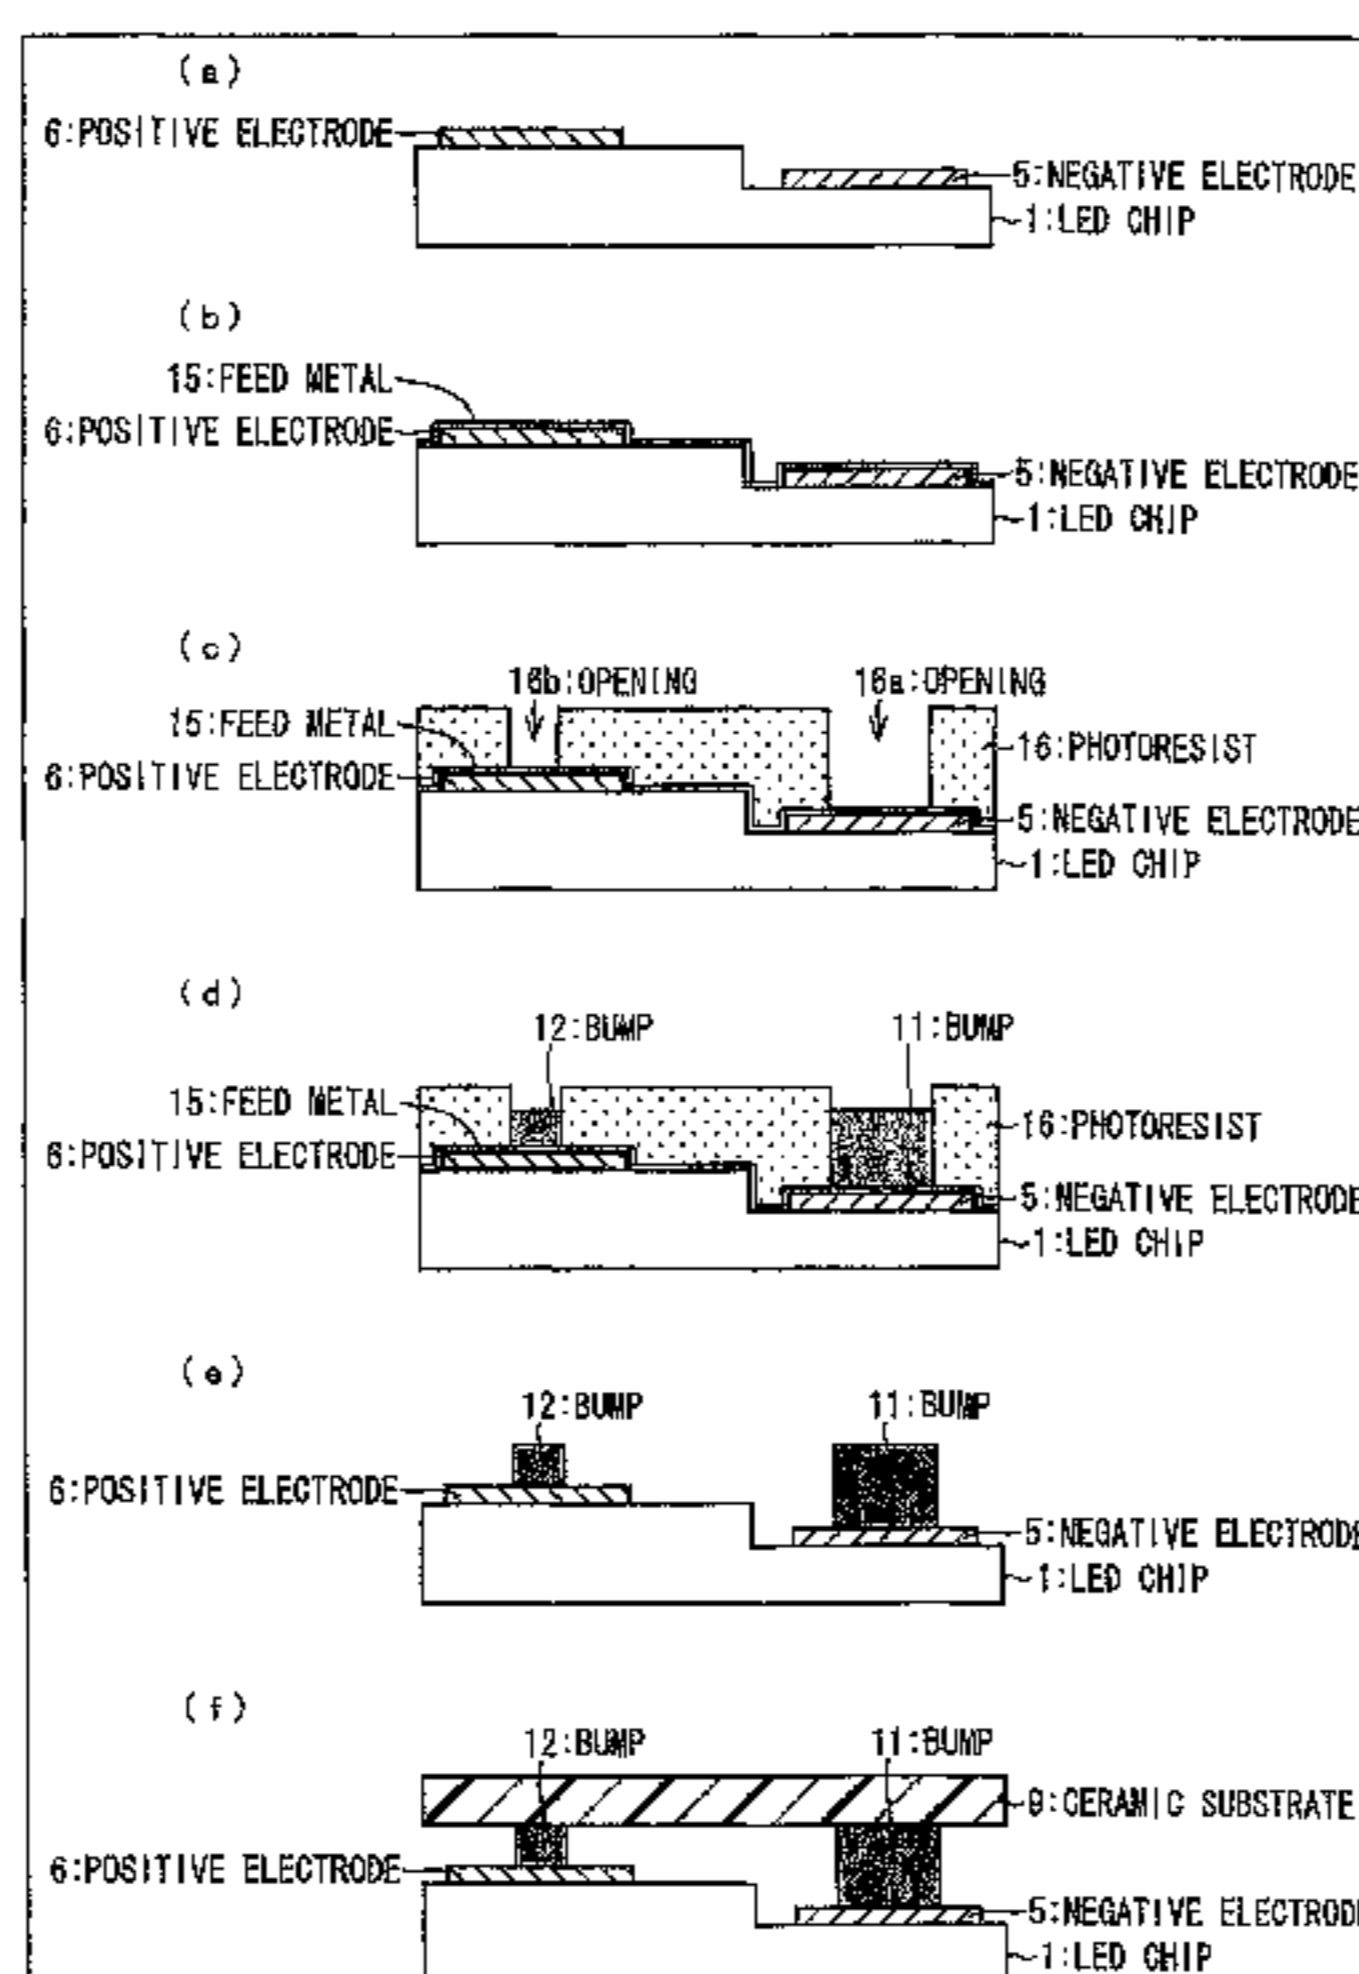 (a)
6:POSITIVE ELECTRODE
5:NEGATIVE ELECTRODE
1:LED CHIP
(b)
15:FEED METAL
6:POSITIVE ELECTRODE
5:NEGATIVE ELECTRODE
1:LED CHIP
(c)
16b:OPENING 16a:OPENING
15:FEED METAL
16:PHOTORESIST
6:POSITIVE ELECTRODE
5:NEGATIVE ELECTRODE
1:LED CHIP
(d)
12:BUMP 11:BUMP
15:FEED METAL
16:PHOTORESIST
6:POSITIVE ELECTRODE
5:NEGATIVE ELECTRODE
1:LED CHIP
(e)
12:BUMP 11:BUMP
6:POSITIVE ELECTRODE
5:NEGATIVE ELECTRODE
1:LED CHIP
(f)
12:BUMP 11:BUMP
9:CERAMIC SUBSTRATE
6:POSITIVE ELECTRODE
5:NEGATIVE ELECTRODE
1:LED CHIP